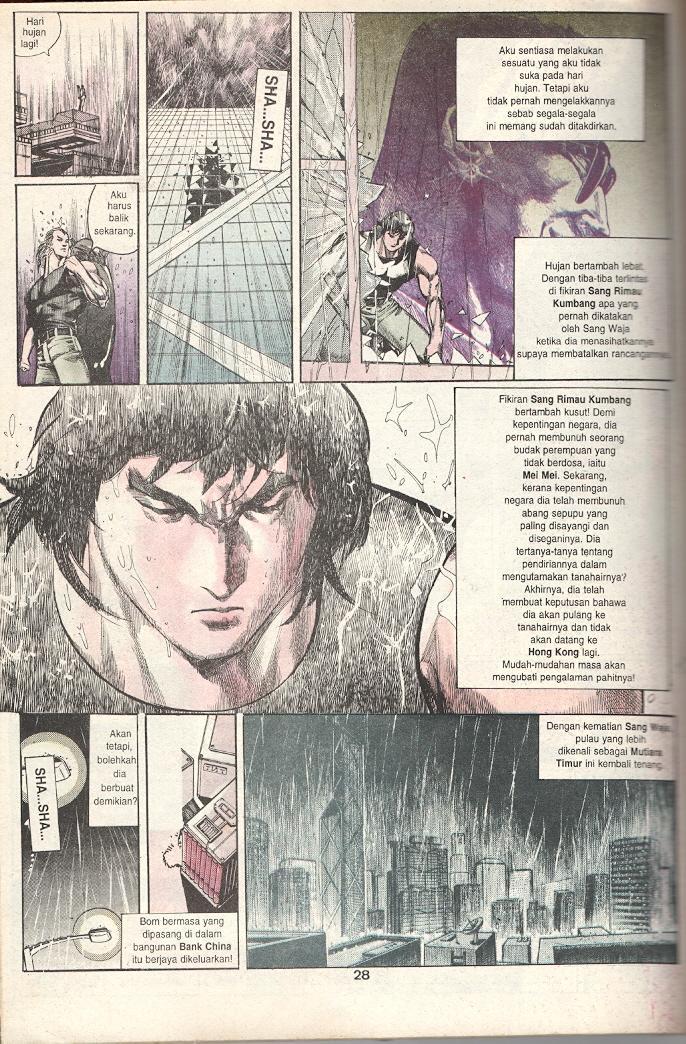 Hari
hujan
lagi!
SHA...SHA...
Aku sentiasa melakukan
sesuatu yang aku tidak
suka pada hari
hujan. Tetapi aku
tidak pernah mengelakkannya
sebab segala-segala
ini memang sudah ditakdirkan.
Aku
harus
balik
sekarang.
Hujan bertambah lebat.
Dengan tiba-tiba terlintas
di fikiran Sang Rimau
Kumbang apa yang
pernah dikatakan
oleh Sang Waja
ketika dia menasihatkannya
supaya membatalkan rancangannya.
Fikiran Sang Rimau Kumbang
bertambah kusut! Demi
kepentingan negara, dia
pernah membunuh seorang
budak perempuan yang
tidak berdosa, iaitu
Mei Mei. Sekarang,
kerana kepentingan
negara dia telah membunuh
abang sepupu yang
paling disayangi dan
diseganinya. Dia
tertanya-tanya tentang
pendiriannya dalam
mengutamakan tanahairnya?
Akhirnya, dia telah
membuat keputusan bahawa
dia akan pulang ke
tanahairnya dan tidak
akan datang ke
Hong Kong lagi.
Mudah-mudahan masa akan
mengubati pengalaman pahitnya!
Akan
tetapi,
bolehkah
dia
berbuat
demikian?
SHA...SHA...
Bom bermasa yang
dipasang di dalam
bangunan Bank China
itu berjaya dikeluarkan!
Dengan kematian Sang Waja,
pulau yang lebih
dikenali sebagai Mutiara
Timur ini kembali tenang.
28